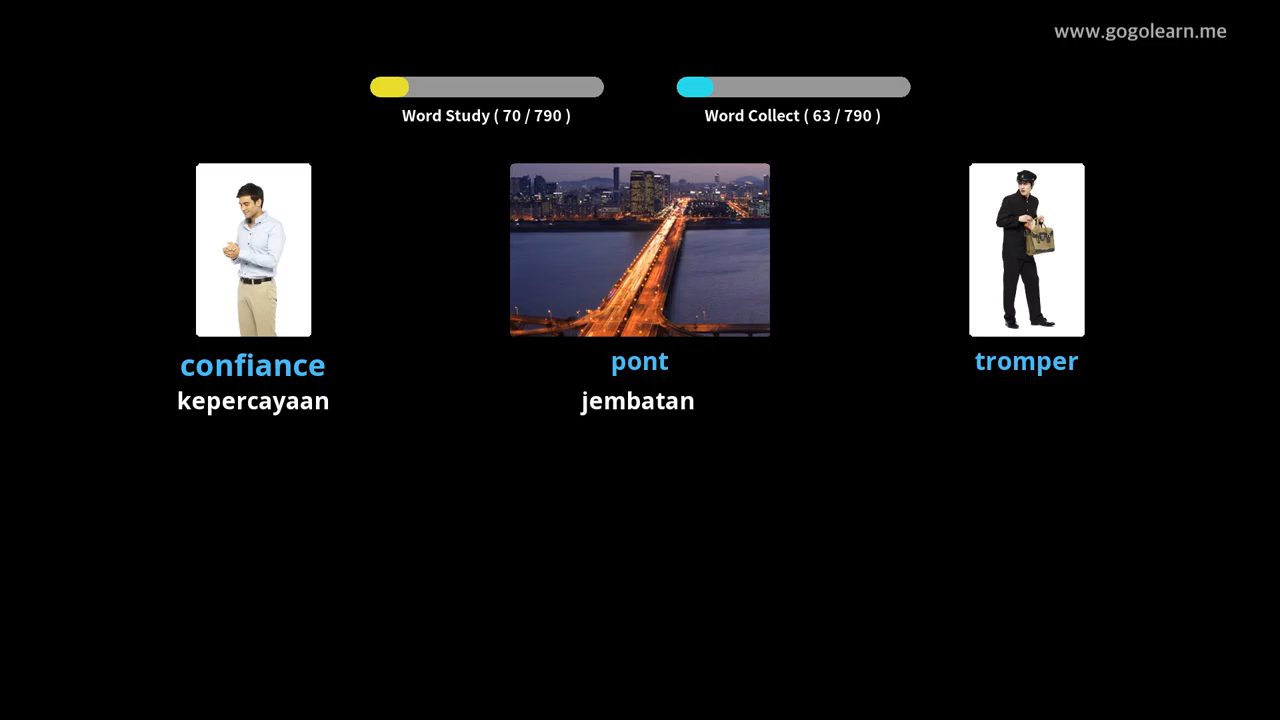 www.gogolearn.me
Word Study ( 70 / 790 )
Word Collect ( 63 / 790 )
confiance
pont
tromper
kepercayaan
jembatan